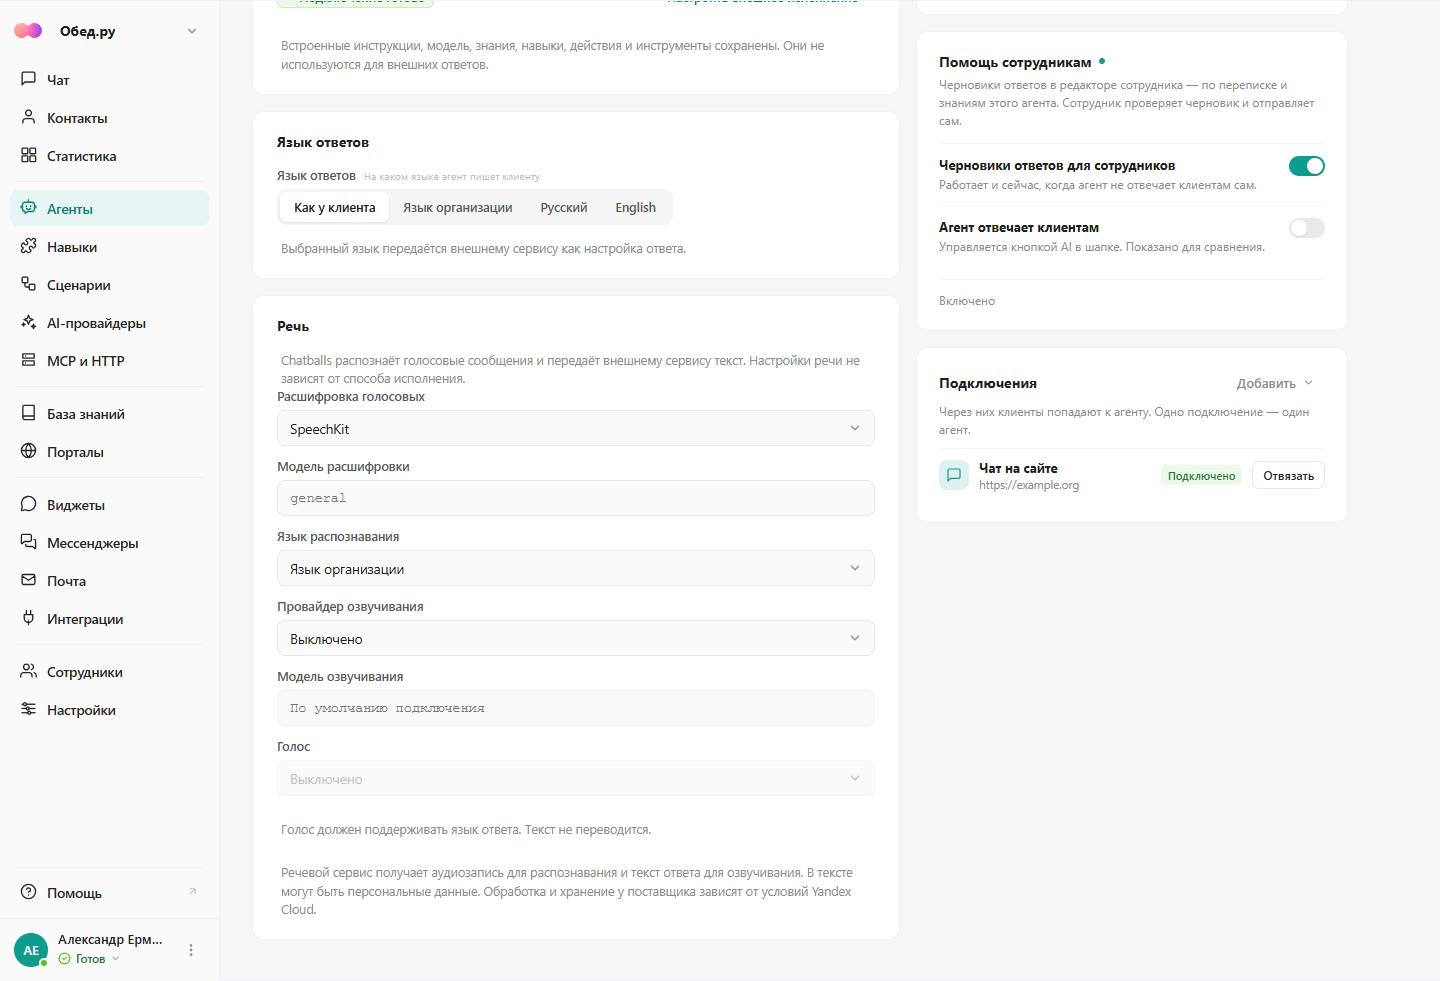 Обед.ру
Чат
Контакты
Статистика
Агенты
Навыки
Сценарии
AI-провайдеры
MCP и HTTP
База знаний
Порталы
Виджеты
Мессенджеры
Почта
Интеграции
Сотрудники
Настройки
Помощь
AE
Александр Ерм...
Готов
Встроенные инструкции, модель, знания, навыки, действия и инструменты сохранены. Они не
используются для внешних ответов.
Язык ответов
Язык ответов На каком языке агент пишет клиенту
Как у клиента Язык организации Русский English
Выбранный язык передаётся внешнему сервису как настройка ответа.
Речь
Chatballs распознаёт голосовые сообщения и передаёт внешнему сервису текст. Настройки речи не
зависят от способа исполнения.
Расшифровка голосовых
SpeechKit
Модель расшифровки
general
Язык распознавания
Язык организации
Провайдер озвучивания
Выключено
Модель озвучивания
По умолчанию подключения
Голос
Выключено
Голос должен поддерживать язык ответа. Текст не переводится.
Речевой сервис получает аудиозапись для распознавания и текст ответа для озвучивания. В тексте
могут быть персональные данные. Обработка и хранение у поставщика зависят от условий Yandex
Cloud.
Помощь сотрудникам
Черновики ответов в редакторе сотрудника — по переписке и
знаниям этого агента. Сотрудник проверяет черновик и отправляет
сам.
Черновики ответов для сотрудников
Работает и сейчас, когда агент не отвечает клиентам сам.
Агент отвечает клиентам
Управляется кнопкой AI в шапке. Показано для сравнения.
Включено
Подключения Добавить
Через них клиенты попадают к агенту. Одно подключение — один
агент.
Чат на сайте
https://example.org
Подключено Отвязать